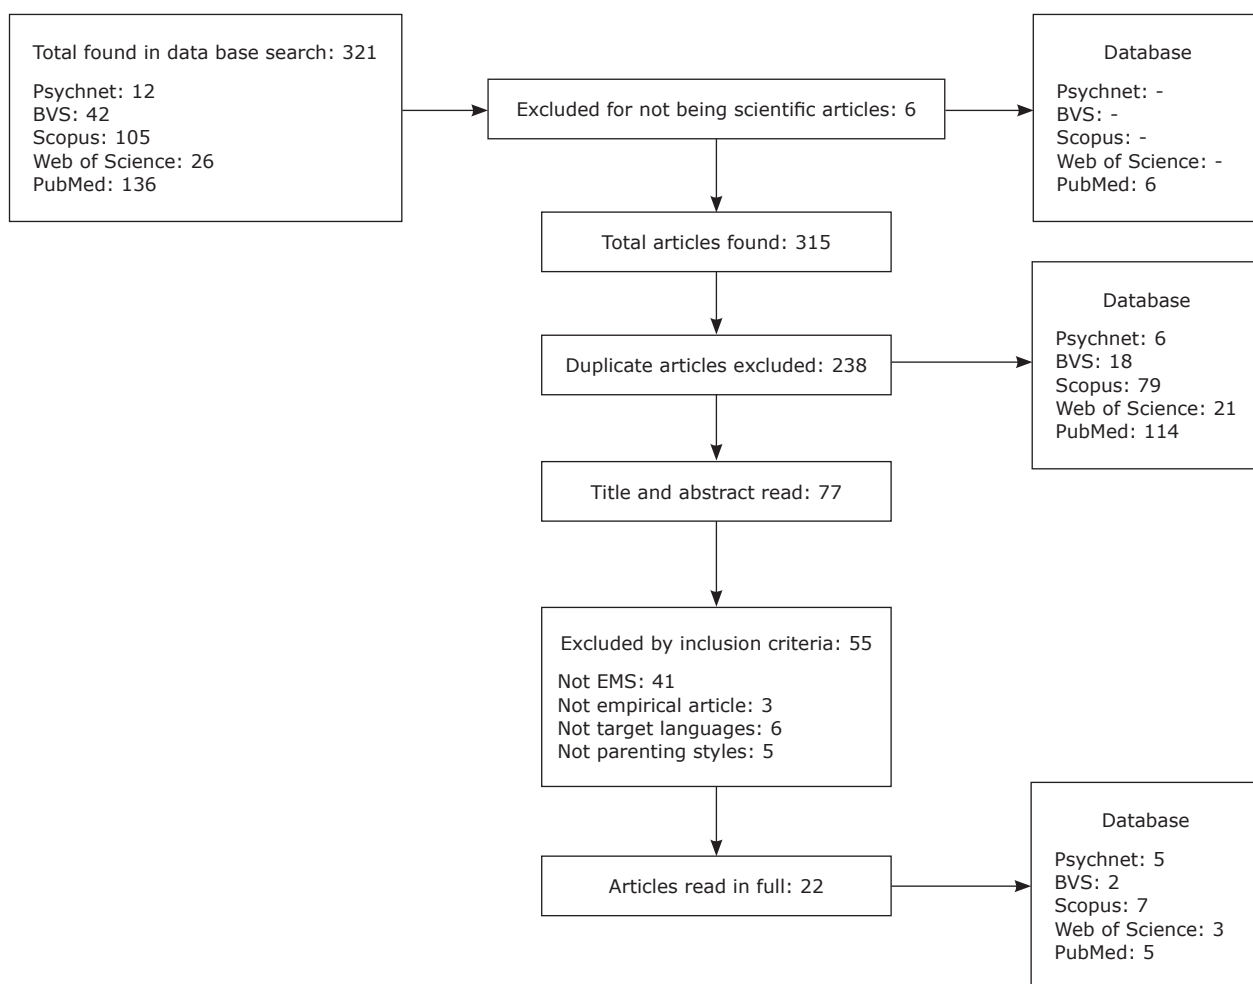 Total found in data base search: 321
Psychnet: 12
BVS: 42
Scopus: 105
Web of Science: 26
PubMed: 136
Excluded for not being scientific articles: 6
Database
Psychnet: -
BVS: -
Scopus: -
Web of Science: -
PubMed: 6
Total articles found: 315
Duplicate articles excluded: 238
Database
Psychnet: 6
BVS: 18
Scopus: 79
Web of Science: 21
PubMed: 114
Title and abstract read: 77
Excluded by inclusion criteria: 55
Not EMS: 41
Not empirical article: 3
Not target languages: 6
Not parenting styles: 5
Articles read in full: 22
Database
Psychnet: 5
BVS: 2
Scopus: 7
Web of Science: 3
PubMed: 5